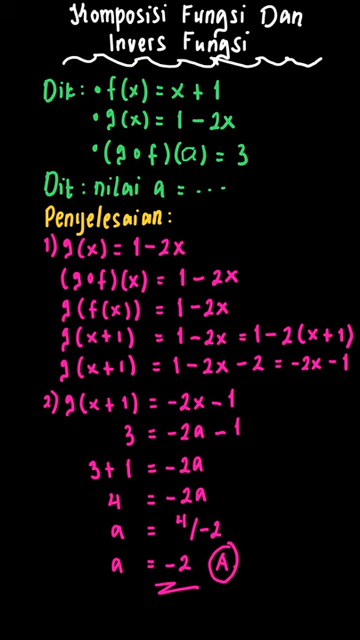 Komposisi Fungsi Dan
Invers Fungsi
Dik : • f(x) = x + 1
• g(x) = 1 - 2x
• (g o f)(a) = 3
Dit : nilai a = ...
Penyelesaian :
1) g(x) = 1 - 2x
(g o f)(x) = 1 - 2x
g(f(x)) = 1 - 2x
g(x+1) = 1 - 2x = 1 - 2(x+1)
g(x+1) = 1 - 2x - 2 = -2x - 1
2) g(x+1) = -2x - 1
3 = -2a - 1
3+1 = -2a
4 = -2a
a = 4/-2
a = -2 (A)